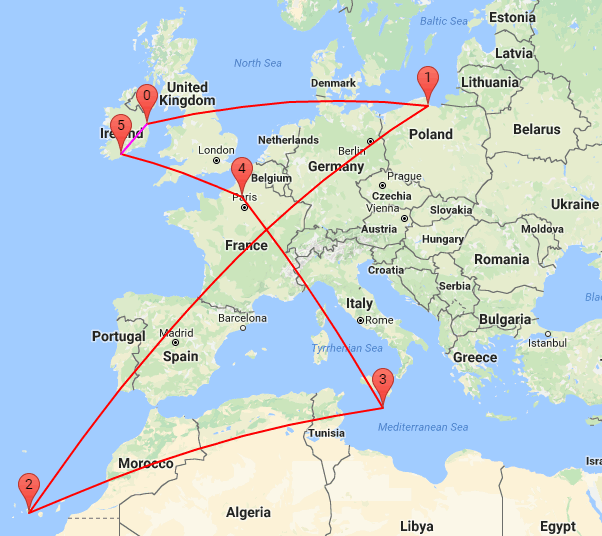 Estonia
Baltic Sea
Latvia
North Sea
Denmark
Lithuania
1
0
United
Kingdom
5
Poland
Belarus
Netherlands
Berlin
London
4
Belgium
Germany
Paris
Prague
Czechia
Ukraine
Vienna
Slovakia
Austria
Moldova
France
Hungary
Croatia
Romania
Serbia
Italy
Portugal
Barcelona
Rome
Bulgaria
Madrid
Istanbul
Spain
Tyrrhenian Sea
Greece
3
Mediterranean Sea
Tunisia
Morocco
2
Algeria
Libya
Egypt